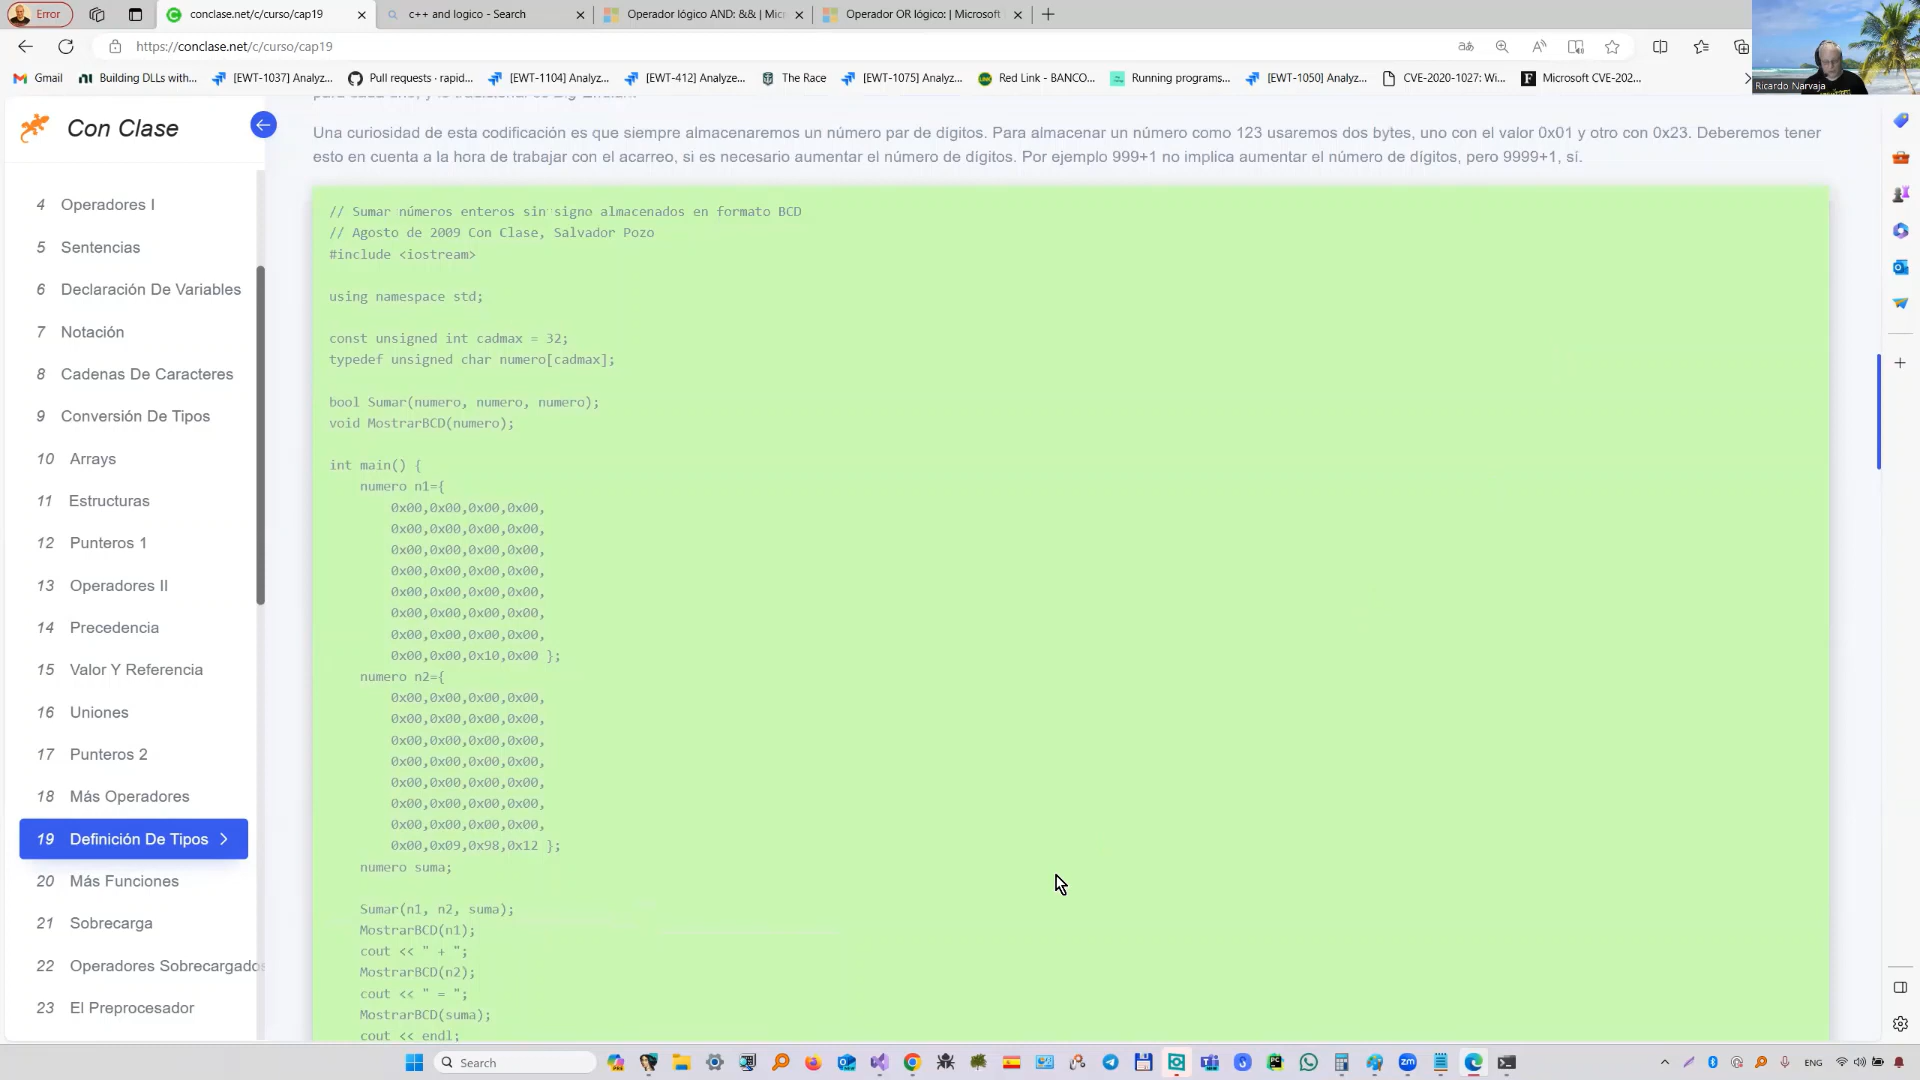 Error
conclase.net/c/curso/cap19
c++ and logico - Search
Operador lógico AND: && | Mic
Operador OR lógico: | Microsoft
https://conclase.net/c/curso/cap19
Gmail
Building DLLs with...
[EWT-1037] Analyz...
Pull requests · rapid...
[EWT-1104] Analyz...
[EWT-412] Analyze...
The Race
[EWT-1075] Analyz...
Red Link - BANCO...
Running programs...
[EWT-1050] Analyz...
CVE-2020-1027: Wi...
Microsoft CVE-202...
Ricardo Narvaja
Con Clase
4 Operadores I
5 Sentencias
6 Declaración De Variables
7 Notación
8 Cadenas De Caracteres
9 Conversión De Tipos
10 Arrays
11 Estructuras
12 Punteros 1
13 Operadores II
14 Precedencia
15 Valor Y Referencia
16 Uniones
17 Punteros 2
18 Más Operadores
19 Definición De Tipos
20 Más Funciones
21 Sobrecarga
22 Operadores Sobrecargados
23 El Preprocesador
Una curiosidad de esta codificación es que siempre almacenaremos un número par de dígitos. Para almacenar un número como 123 usaremos dos bytes, uno con el valor 0x01 y otro con 0x23. Deberemos tener
esto en cuenta a la hora de trabajar con el acarreo, si es necesario aumentar el número de dígitos. Por ejemplo 999+1 no implica aumentar el número de dígitos, pero 9999+1, sí.
// Sumar números enteros sin signo almacenados en formato BCD
// Agosto de 2009 Con Clase, Salvador Pozo
#include <iostream>
using namespace std;
const unsigned int cadmax = 32;
typedef unsigned char numero[cadmax];
bool Sumar(numero, numero, numero);
void MostrarBCD(numero);
int main() {
numero n1={
0x00,0x00,0x00,0x00,
0x00,0x00,0x00,0x00,
0x00,0x00,0x00,0x00,
0x00,0x00,0x00,0x00,
0x00,0x00,0x00,0x00,
0x00,0x00,0x00,0x00,
0x00,0x00,0x00,0x00,
0x00,0x00,0x10,0x00 };
numero n2={
0x00,0x00,0x00,0x00,
0x00,0x00,0x00,0x00,
0x00,0x00,0x00,0x00,
0x00,0x00,0x00,0x00,
0x00,0x00,0x00,0x00,
0x00,0x00,0x00,0x00,
0x00,0x00,0x00,0x00,
0x00,0x09,0x98,0x12 };
numero suma;
Sumar(n1, n2, suma);
MostrarBCD(n1);
cout << " + ";
MostrarBCD(n2);
cout << " = ";
MostrarBCD(suma);
cout << endl;
Search
ENG